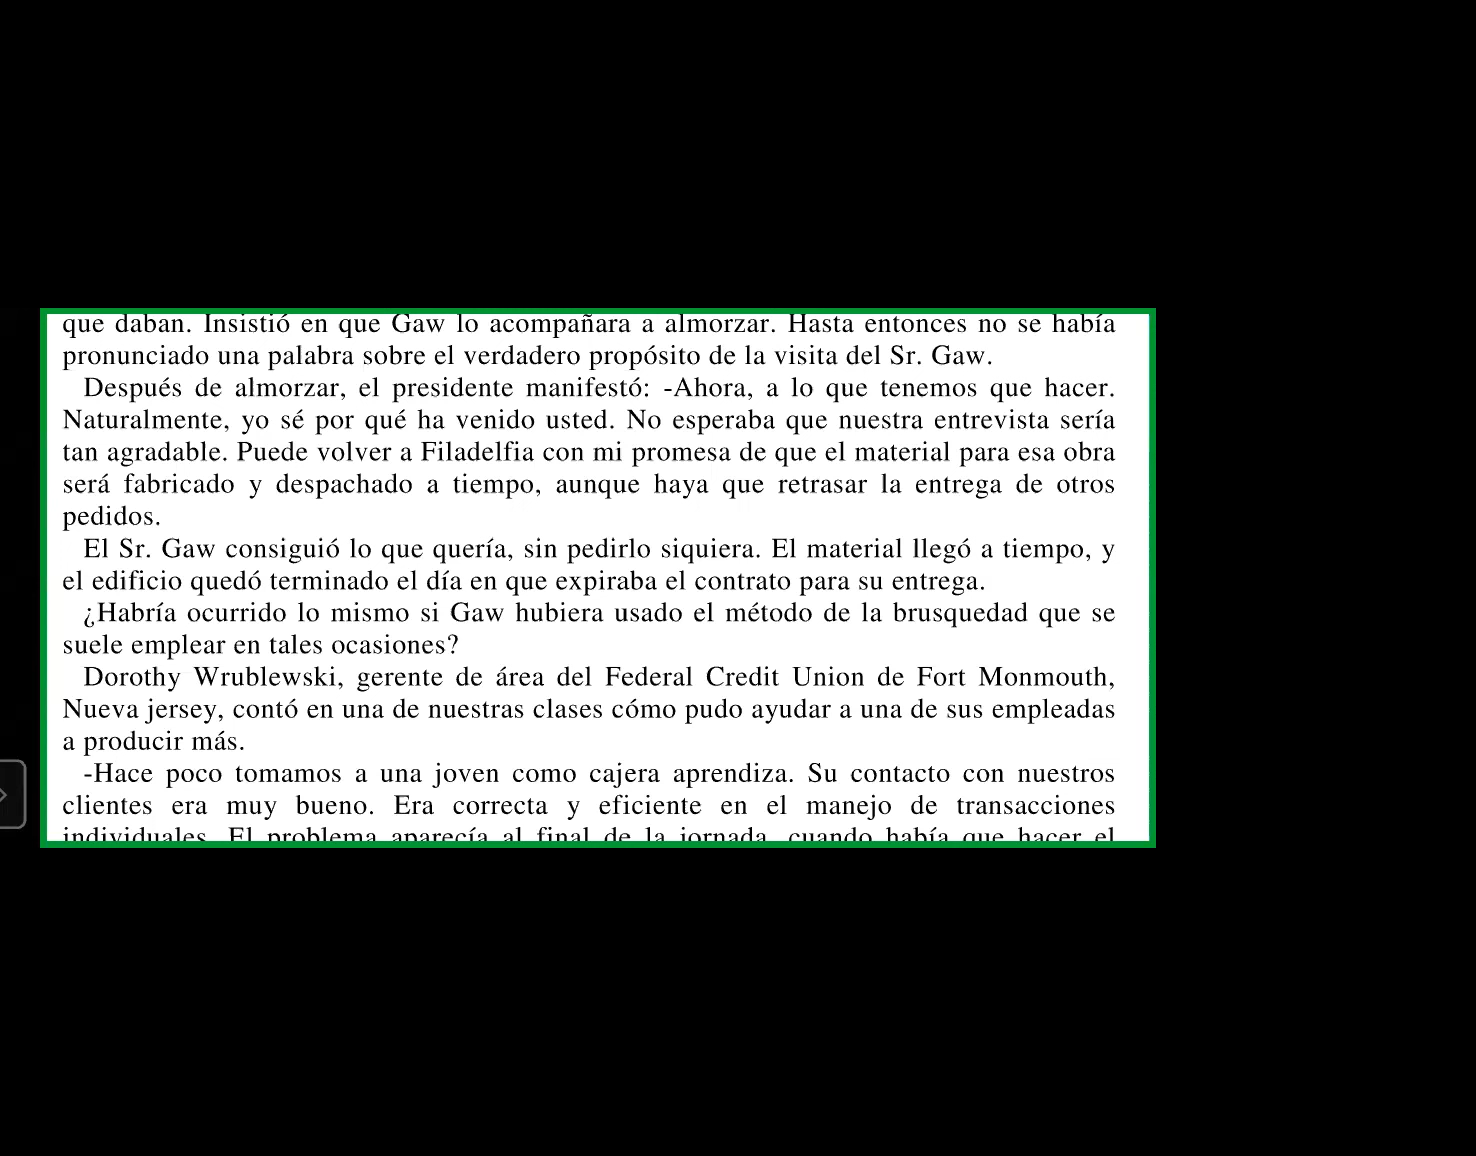 que daban. Insistió en que Gaw lo acompañara a almorzar. Hasta entonces no se había
pronunciado una palabra sobre el verdadero propósito de la visita del Sr. Gaw.
Después de almorzar, el presidente manifestó: -Ahora, a lo que tenemos que hacer.
Naturalmente, yo sé por qué ha venido usted. No esperaba que nuestra entrevista sería
tan agradable. Puede volver a Filadelfia con mi promesa de que el material para esa obra
será fabricado y despachado a tiempo, aunque haya que retrasar la entrega de otros
pedidos.
El Sr. Gaw consiguió lo que quería, sin pedirlo siquiera. El material llegó a tiempo, y
el edificio quedó terminado el día en que expiraba el contrato para su entrega.
¿Habría ocurrido lo mismo si Gaw hubiera usado el método de la brusquedad que se
suele emplear en tales ocasiones?
Dorothy Wrublewski, gerente de área del Federal Credit Union de Fort Monmouth,
Nueva jersey, contó en una de nuestras clases cómo pudo ayudar a una de sus empleadas
a producir más.
-Hace poco tomamos a una joven como cajera aprendiza. Su contacto con nuestros
clientes era muy bueno. Era correcta y eficiente en el manejo de transacciones
individuales. El problema aparecía al final de la jornada, cuando había que hacer el